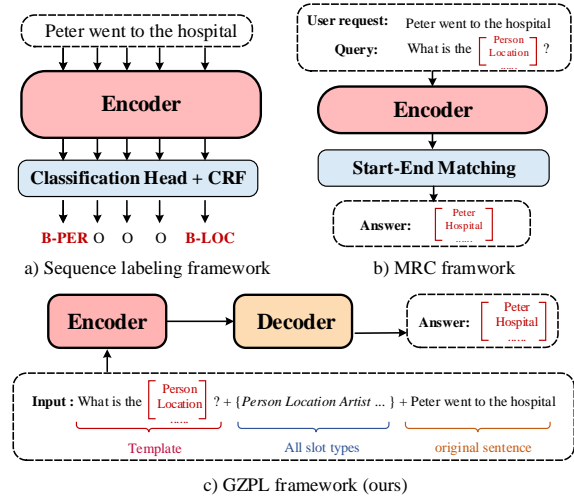 Peter went to the hospital
Encoder
Classification Head + CRF
B-PER O O O B-LOC
a) Sequence labeling framework
User request: Peter went to the hospital
Query: What is the [Person Location ......] ?
Encoder
Start-End Matching
Answer: [Peter Hospital ......]
b) MRC framwork
Encoder
Decoder
Answer: [Peter Hospital ......]
Input : What is the [Person Location ......] ? + {Person Location Artist ... } + Peter went to the hospital
Template
All slot types
original sentence
c) GZPL framework (ours)